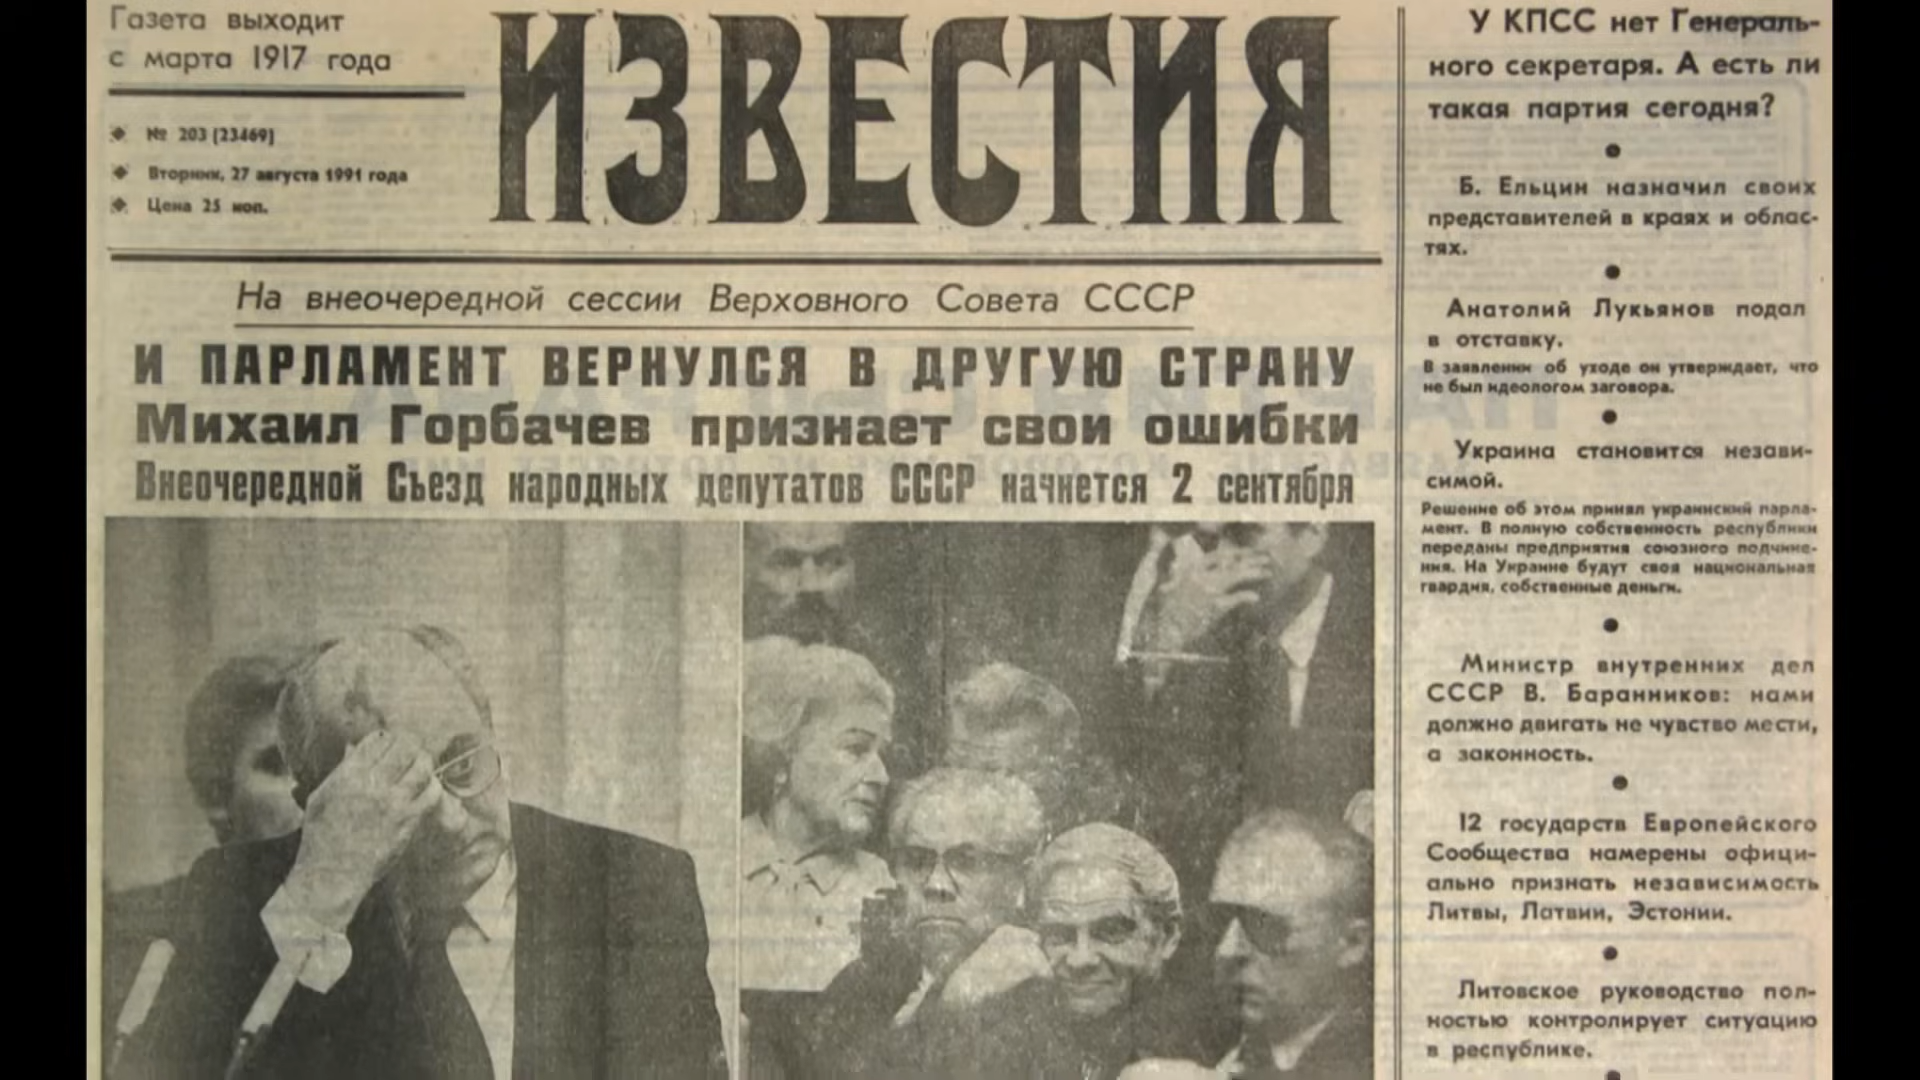 Газета выходит
с марта 1917 года
№ 203 (23469)
Вторник, 27 августа 1991 года
Цена 25 коп.
ИЗВЕСТИЯ
На внеочередной сессии Верховного Совета СССР
И ПАРЛАМЕНТ ВЕРНУЛСЯ В ДРУГУЮ СТРАНУ
Михаил Горбачев признает свои ошибки
Внеочередной Съезд народных депутатов СССР начнется 2 сентября
У КПСС нет Генераль-
ного секретаря. А есть ли
такая партия сегодня?
Б. Ельцин назначил своих
представителей в краях и облас-
тях.
Анатолий Лукьянов подал
в отставку.
В заявлении об уходе он утверждает, что
не был идеологом заговора.
Украина становится незави-
симой.
Решение об этом принял украинский парла-
мент. В полную собственность республики
переданы предприятия союзного подчине-
ния. На Украине будут своя национальная
гвардия, собственные деньги.
Министр внутренних дел
СССР В. Баранников: нами
должно двигать не чувство мести,
а законность.
12 государств Европейского
Сообщества намерены офици-
ально признать независимость
Литвы, Латвии, Эстонии.
Литовское руководство пол-
ностью контролирует ситуацию
в республике.